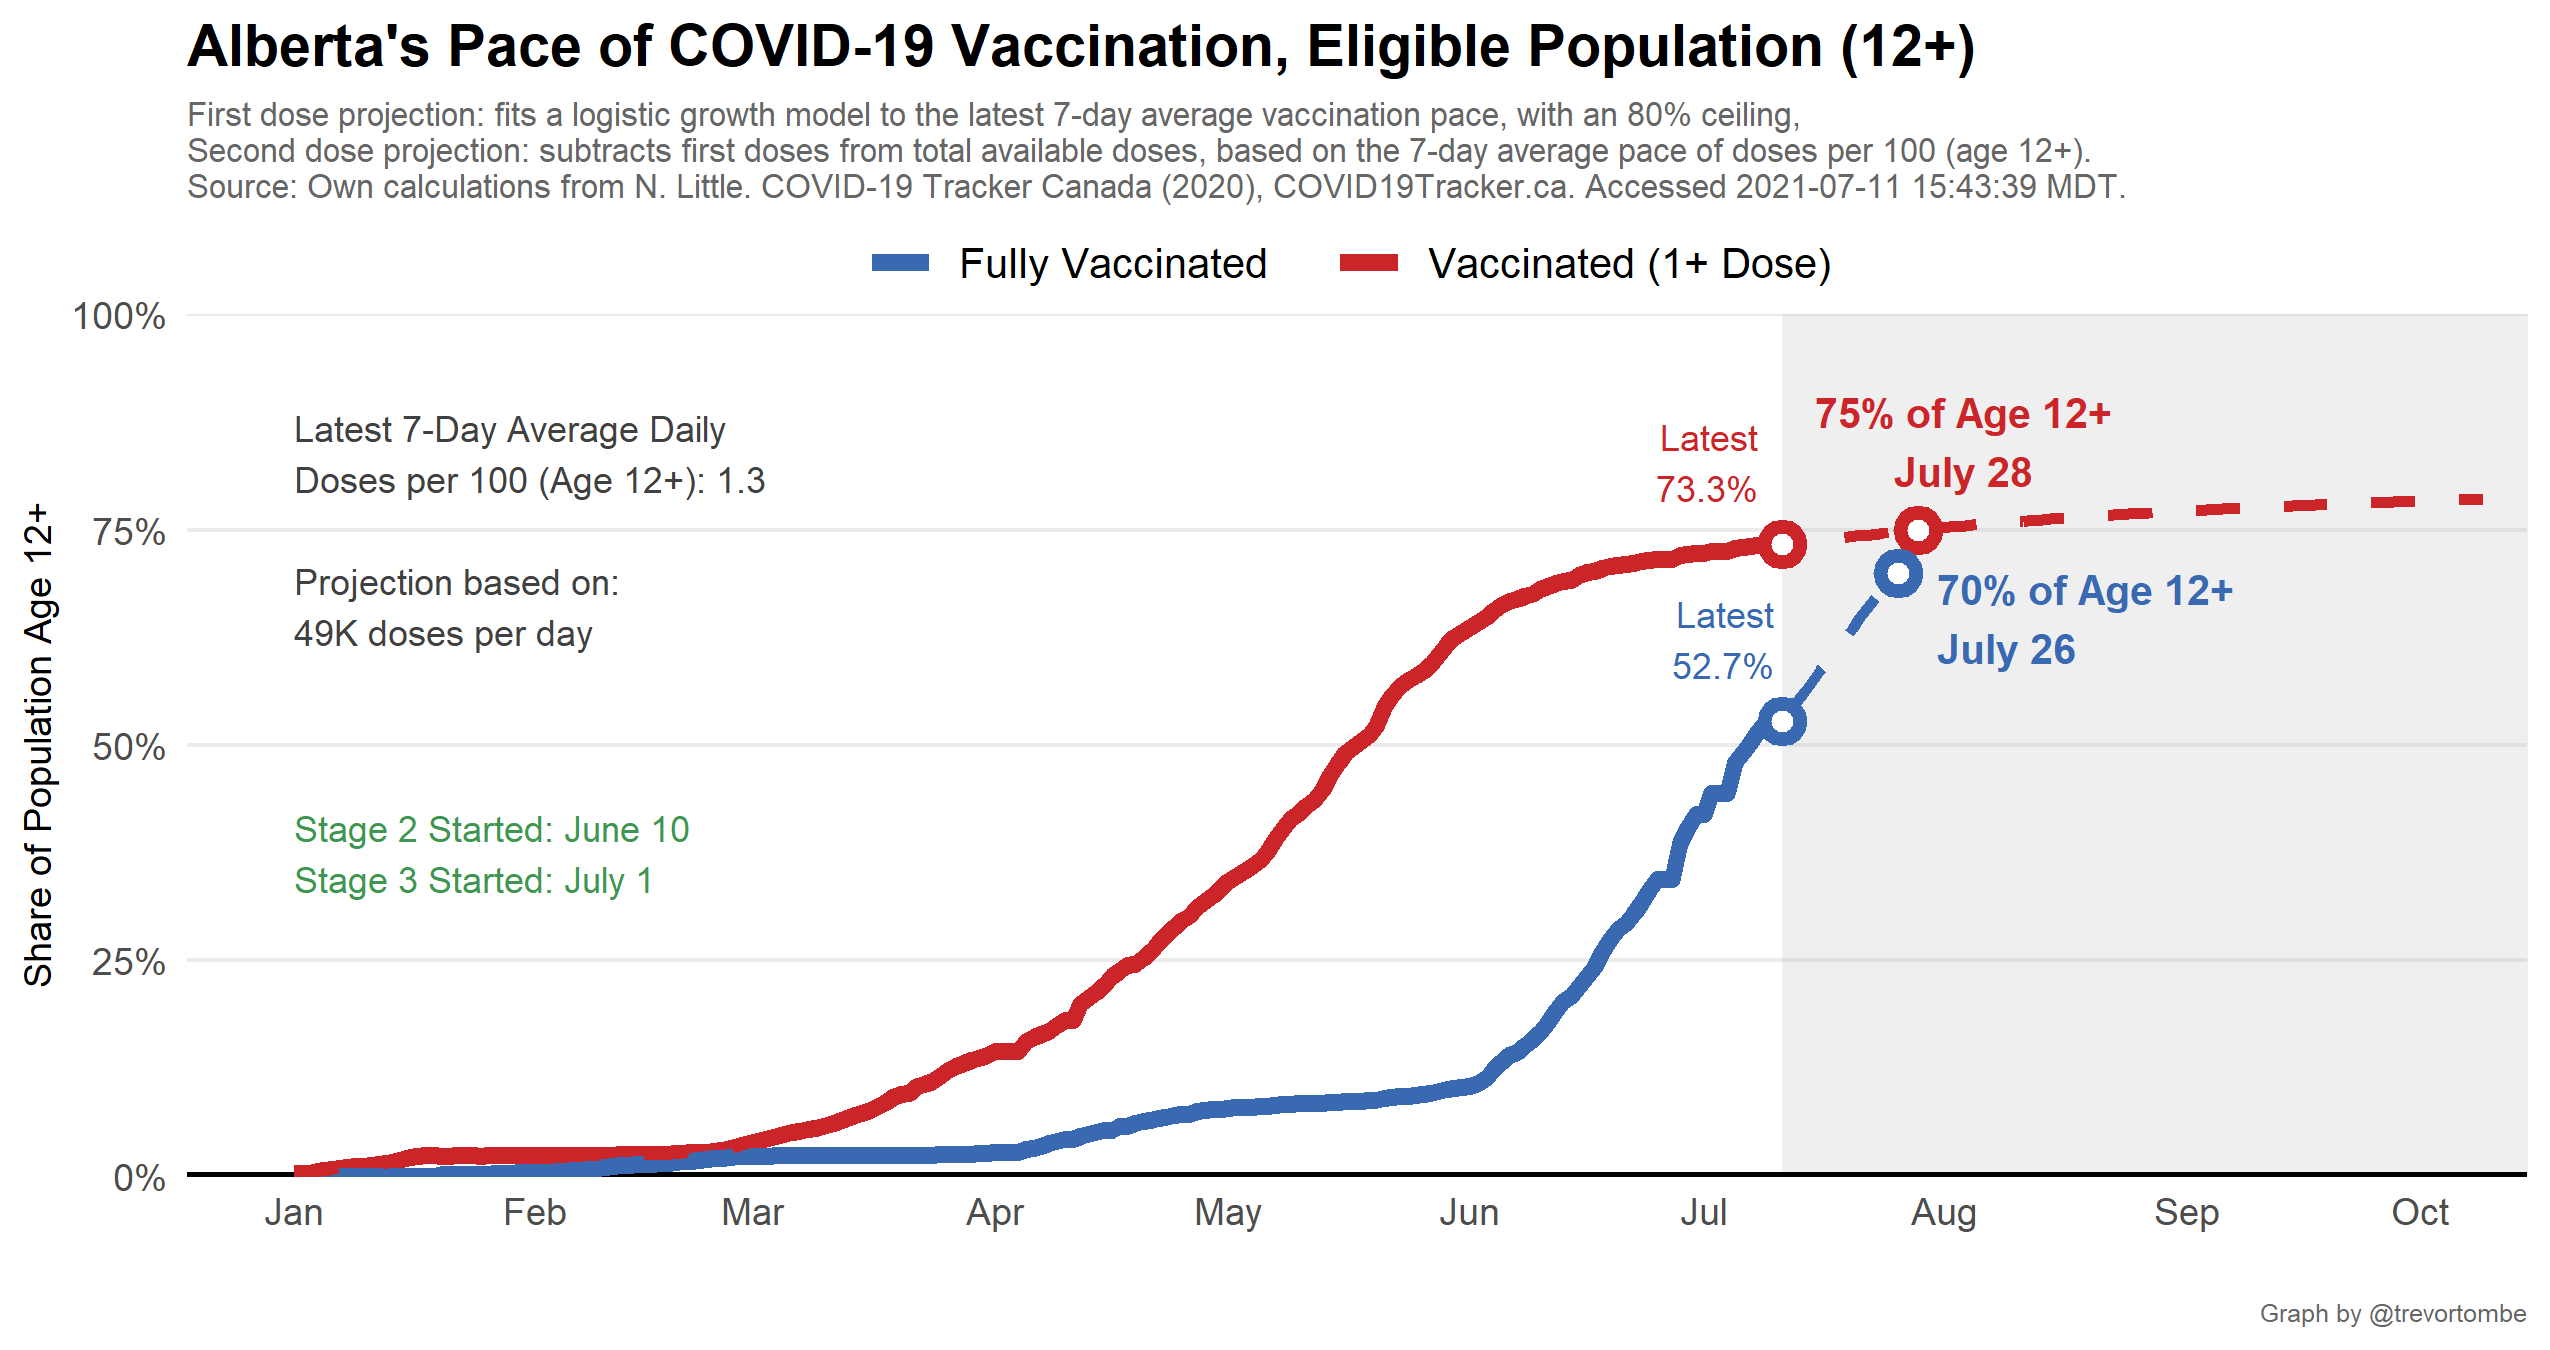 Alberta's Pace of COVID-19 Vaccination, Eligible Population (12+)
First dose projection: fits a logistic growth model to the latest 7-day average vaccination pace, with an 80% ceiling,
Second dose projection: subtracts first doses from total available doses, based on the 7-day average pace of doses per 100 (age 12+).
Source: Own calculations from N. Little. COVID-19 Tracker Canada (2020), COVID19Tracker.ca. Accessed 2021-07-11 15:43:39 MDT.
Fully Vaccinated
Vaccinated (1+ Dose)
Share of Population Age 12+
100%
75%
50%
25%
0%
Latest 7-Day Average Daily
Doses per 100 (Age 12+): 1.3
Projection based on:
49K doses per day
Stage 2 Started: June 10
Stage 3 Started: July 1
Latest
73.3%
75% of Age 12+
July 28
Latest
52.7%
70% of Age 12+
July 26
Jan
Feb
Mar
Apr
May
Jun
Jul
Aug
Sep
Oct
Graph by @trevortombe